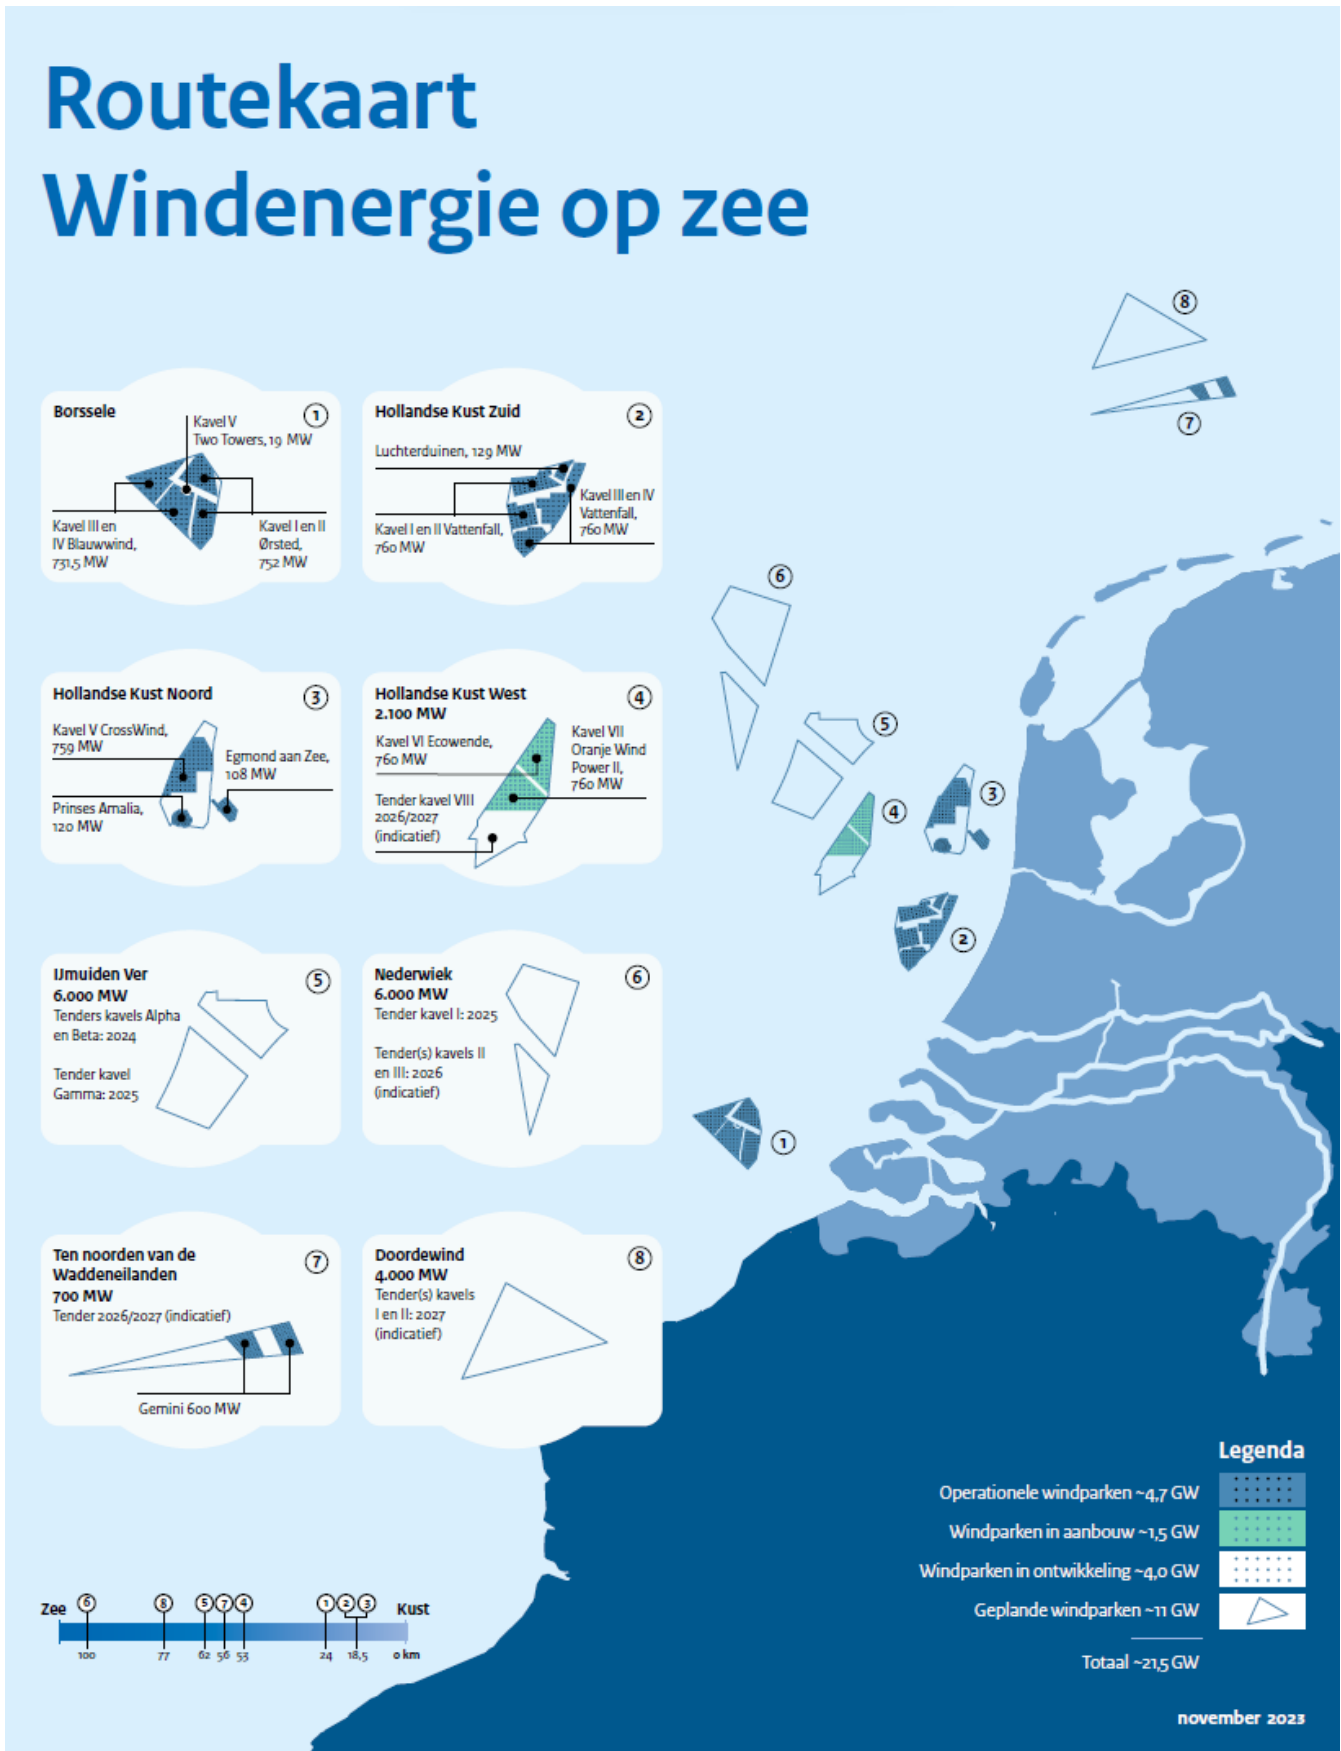 Routekaart
Windenergie op zee
8
7
Borssele
1
Kavel V
Two Towers, 19 MW
Kavel III en
IV Blauwwind,
731,5 MW
Kavel I en II
Ørsted,
752 MW
Hollandse Kust Zuid
2
Luchterduinen, 129 MW
Kavel III en IV
Vattenfall,
760 MW
Kavel I en II Vattenfall,
760 MW
6
5
4
3
2
1
Hollandse Kust Noord
3
Kavel V CrossWind,
759 MW
Egmond aan Zee,
108 MW
Prinses Amalia,
120 MW
Hollandse Kust West
2.100 MW
4
Kavel VI Ecowende,
760 MW
Kavel VII
Oranje Wind
Power II,
760 MW
Tender kavel VIII
2026/2027
(indicatief)
IJmuiden Ver
6.000 MW
5
Tenders kavels Alpha
en Beta: 2024
Tender kavel
Gamma: 2025
Nederwiek
6.000 MW
6
Tender kavel I: 2025
Tender(s) kavels II
en III: 2026
(indicatief)
Ten noorden van de
Waddeneilanden
700 MW
7
Tender 2026/2027 (indicatief)
Gemini 600 MW
Doordewind
4.000 MW
8
Tender(s) kavels
I en II: 2027
(indicatief)
Legenda
Operationele windparken ~4,7 GW
Windparken in aanbouw ~1,5 GW
Windparken in ontwikkeling ~4,0 GW
Geplande windparken ~11 GW
Totaal ~21,5 GW
Zee 6 8 5 7 4 1 2 3 Kust
100 77 62 56 53 24 18,5 0 km
november 2023